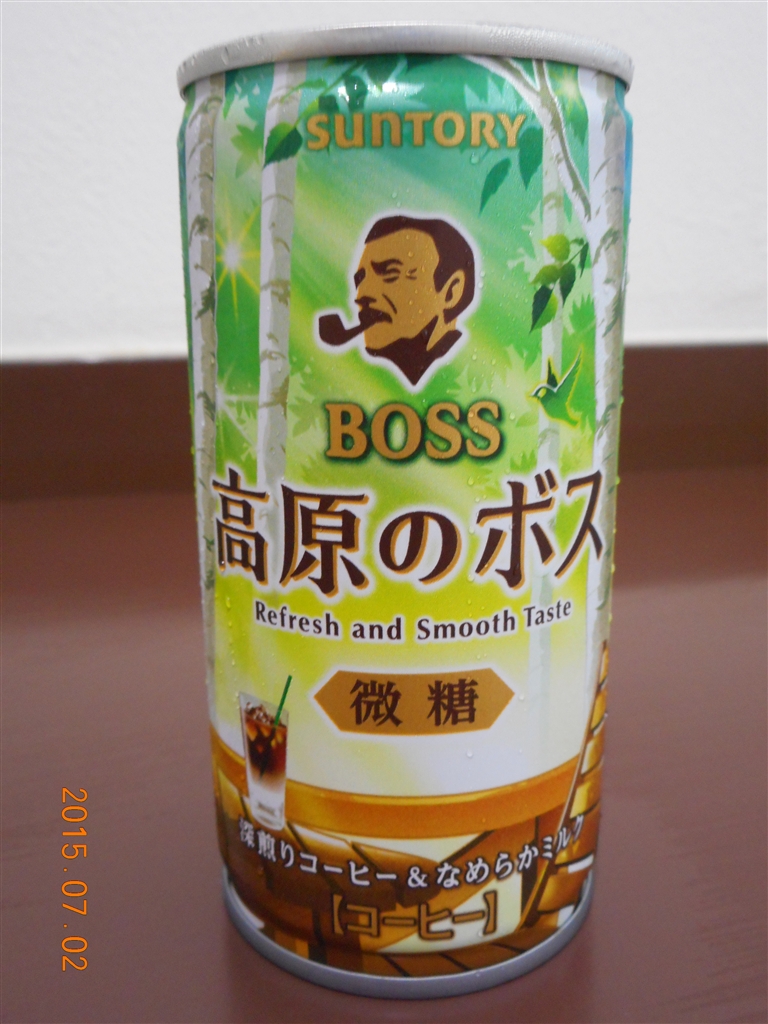 SUNTORY
BOSS
高原のボス
Refresh and Smooth Taste
微糖
深煎りコーヒー&なめらかミルク
【コーヒー】
2015.07.02